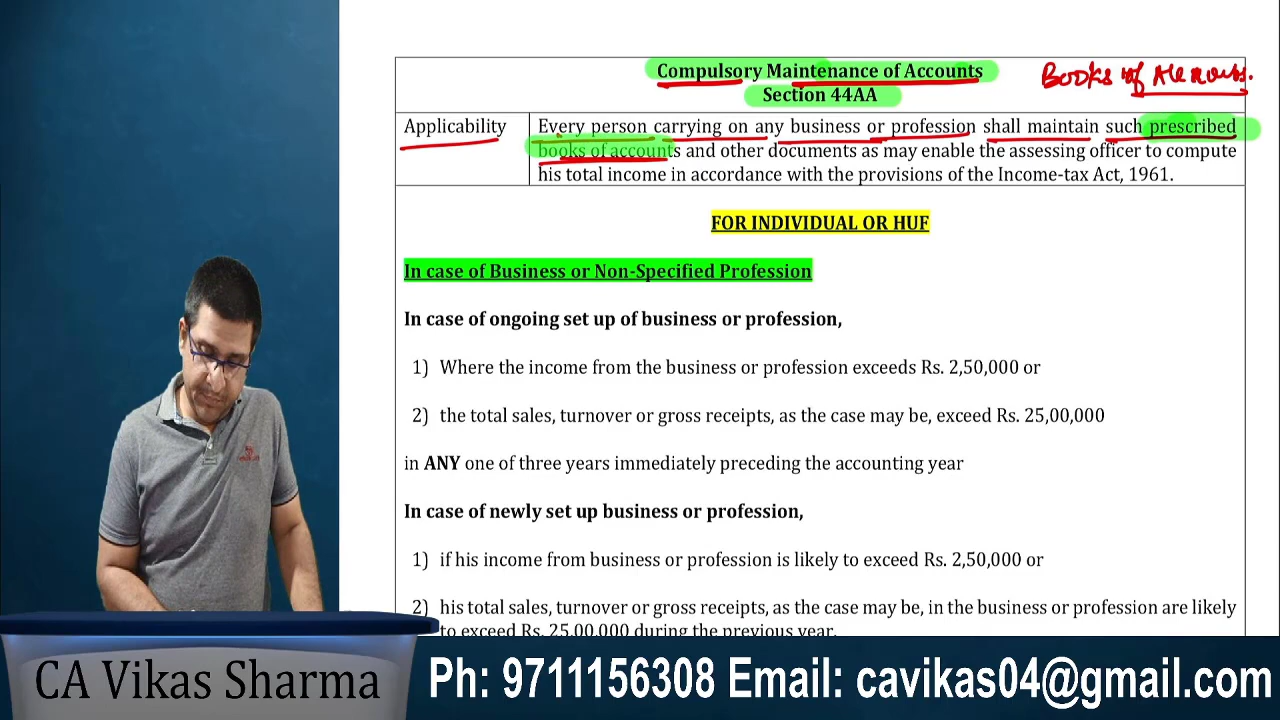 Compulsory Maintenance of Accounts
Books of Accounts.
Section 44AA
Applicability
Every person carrying on any business or profession shall maintain such prescribed
books of accounts and other documents as may enable the assessing officer to compute
his total income in accordance with the provisions of the Income-tax Act, 1961.
FOR INDIVIDUAL OR HUF
In case of Business or Non-Specified Profession
In case of ongoing set up of business or profession,
1) Where the income from the business or profession exceeds Rs. 2,50,000 or
2) the total sales, turnover or gross receipts, as the case may be, exceed Rs. 25,00,000
in ANY one of three years immediately preceding the accounting year
In case of newly set up business or profession,
1) if his income from business or profession is likely to exceed Rs. 2,50,000 or
2) his total sales, turnover or gross receipts, as the case may be, in the business or profession are likely
to exceed Rs. 25,00,000 during the previous year.
CA Vikas Sharma
Ph: 9711156308 Email: cavikas04@gmail.com